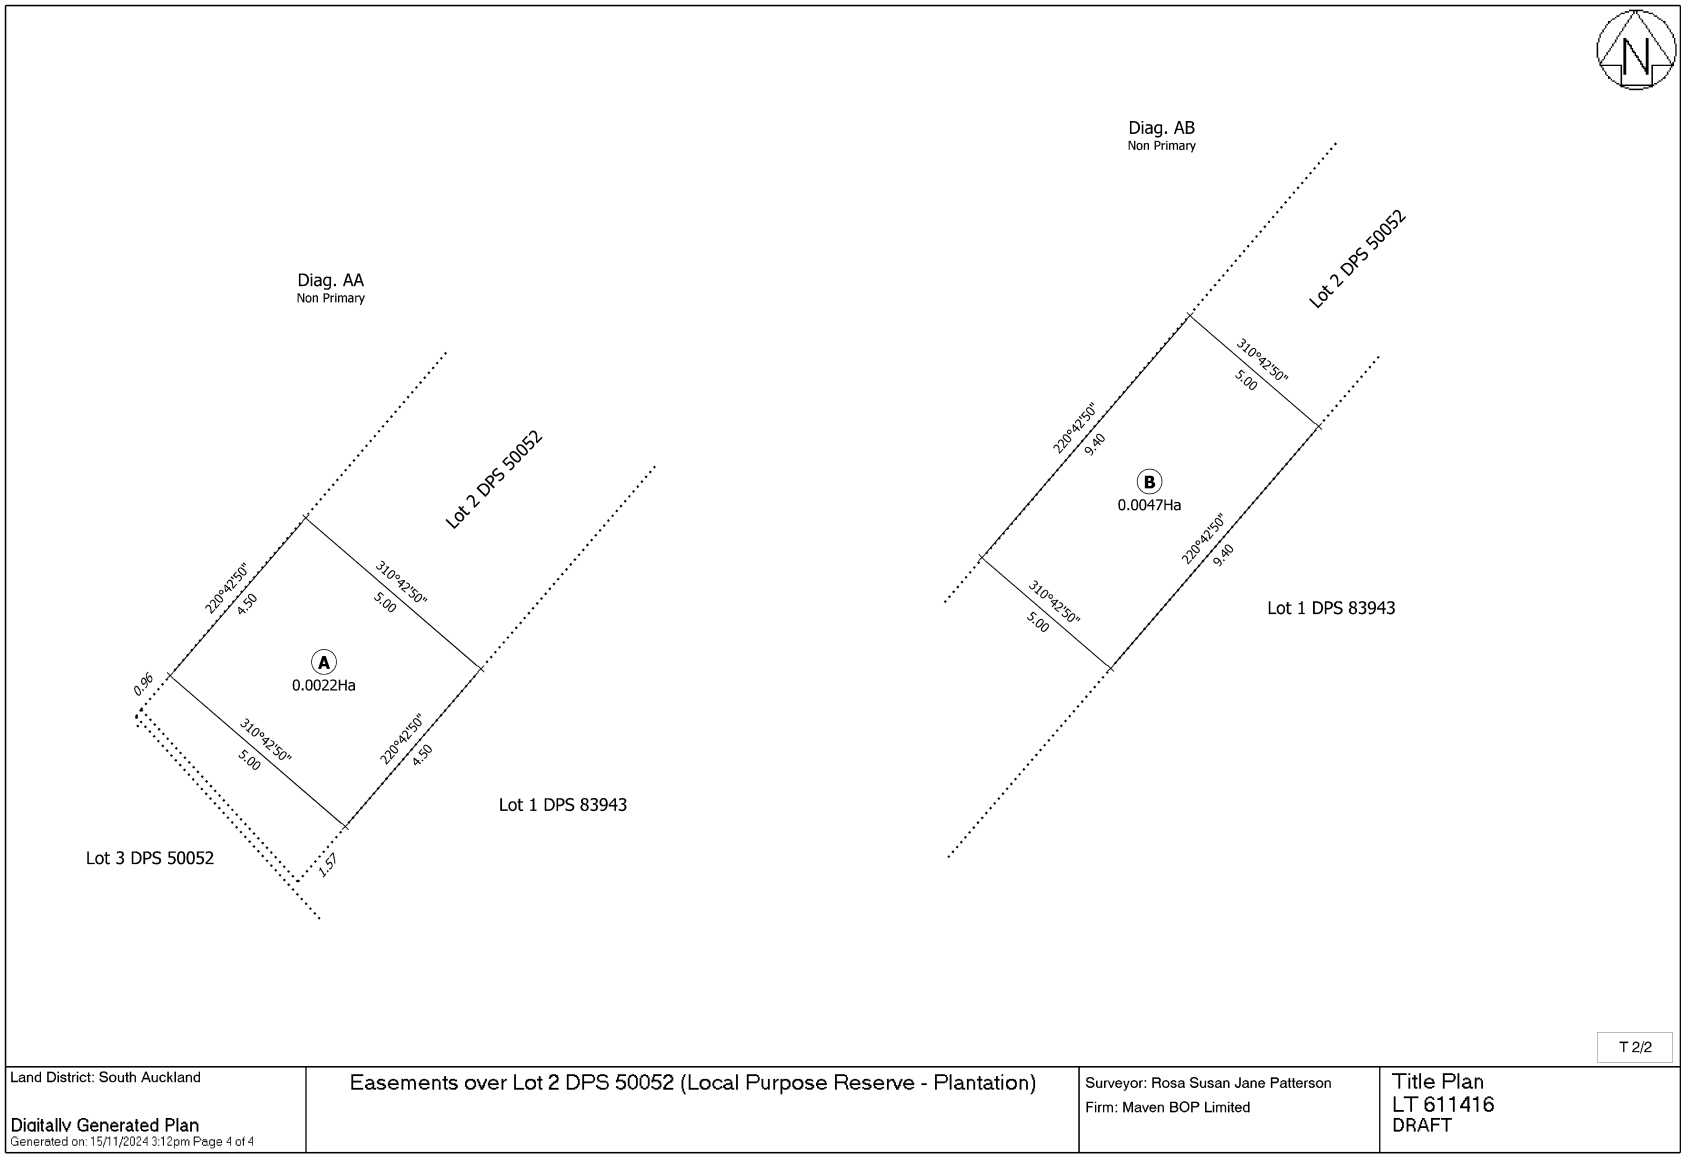 N
Diag. AB
Non Primary
Lot 2 DPS 50052
310°42'50"
5.00
220°42'50"
9.40
B
0.0047Ha
220°42'50"
9.40
310°42'50"
5.00
Lot 1 DPS 83943
Diag. AA
Non Primary
Lot 2 DPS 50052
310°42'50"
5.00
220°42'50"
4.50
A
0.0022Ha
0.96
310°42'50"
5.00
220°42'50"
4.50
Lot 1 DPS 83943
Lot 3 DPS 50052
1.57
T 2/2
Land District: South Auckland
Digitally Generated Plan
Generated on: 15/11/2024 3:12pm Page 4 of 4
Easements over Lot 2 DPS 50052 (Local Purpose Reserve - Plantation)
Surveyor: Rosa Susan Jane Patterson
Firm: Maven BOP Limited
Title Plan
LT 611416
DRAFT